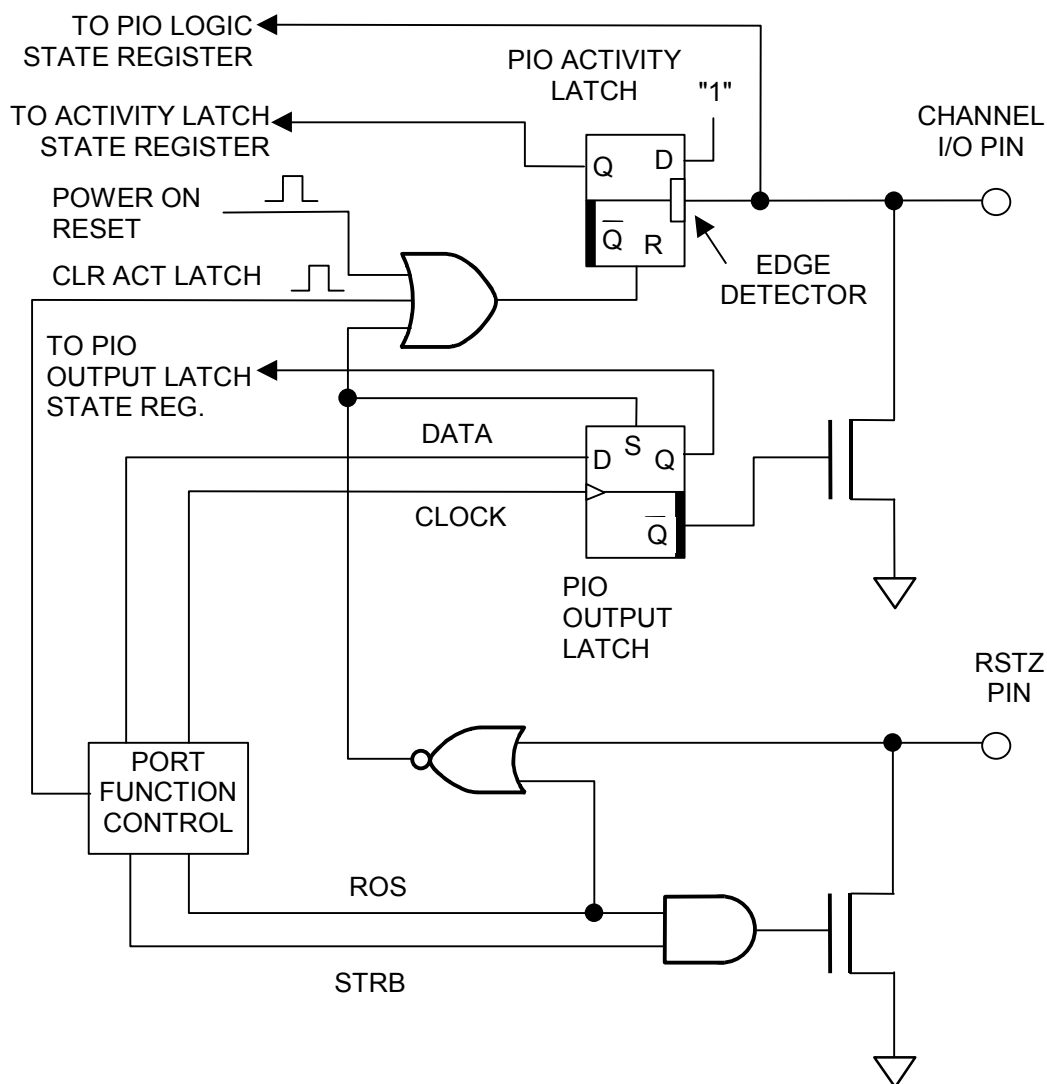 TO PIO LOGIC
STATE REGISTER
PIO ACTIVITY
LATCH
"1"
TO ACTIVITY LATCH
STATE REGISTER
CHANNEL
I/O PIN
Q
D
POWER ON
RESET
Q
R
CLR ACT LATCH
EDGE
DETECTOR
TO PIO
OUTPUT LATCH
STATE REG.
DATA
D
S
Q
CLOCK
Q
PIO
OUTPUT
LATCH
RSTZ
PIN
PORT
FUNCTION
CONTROL
ROS
STRB